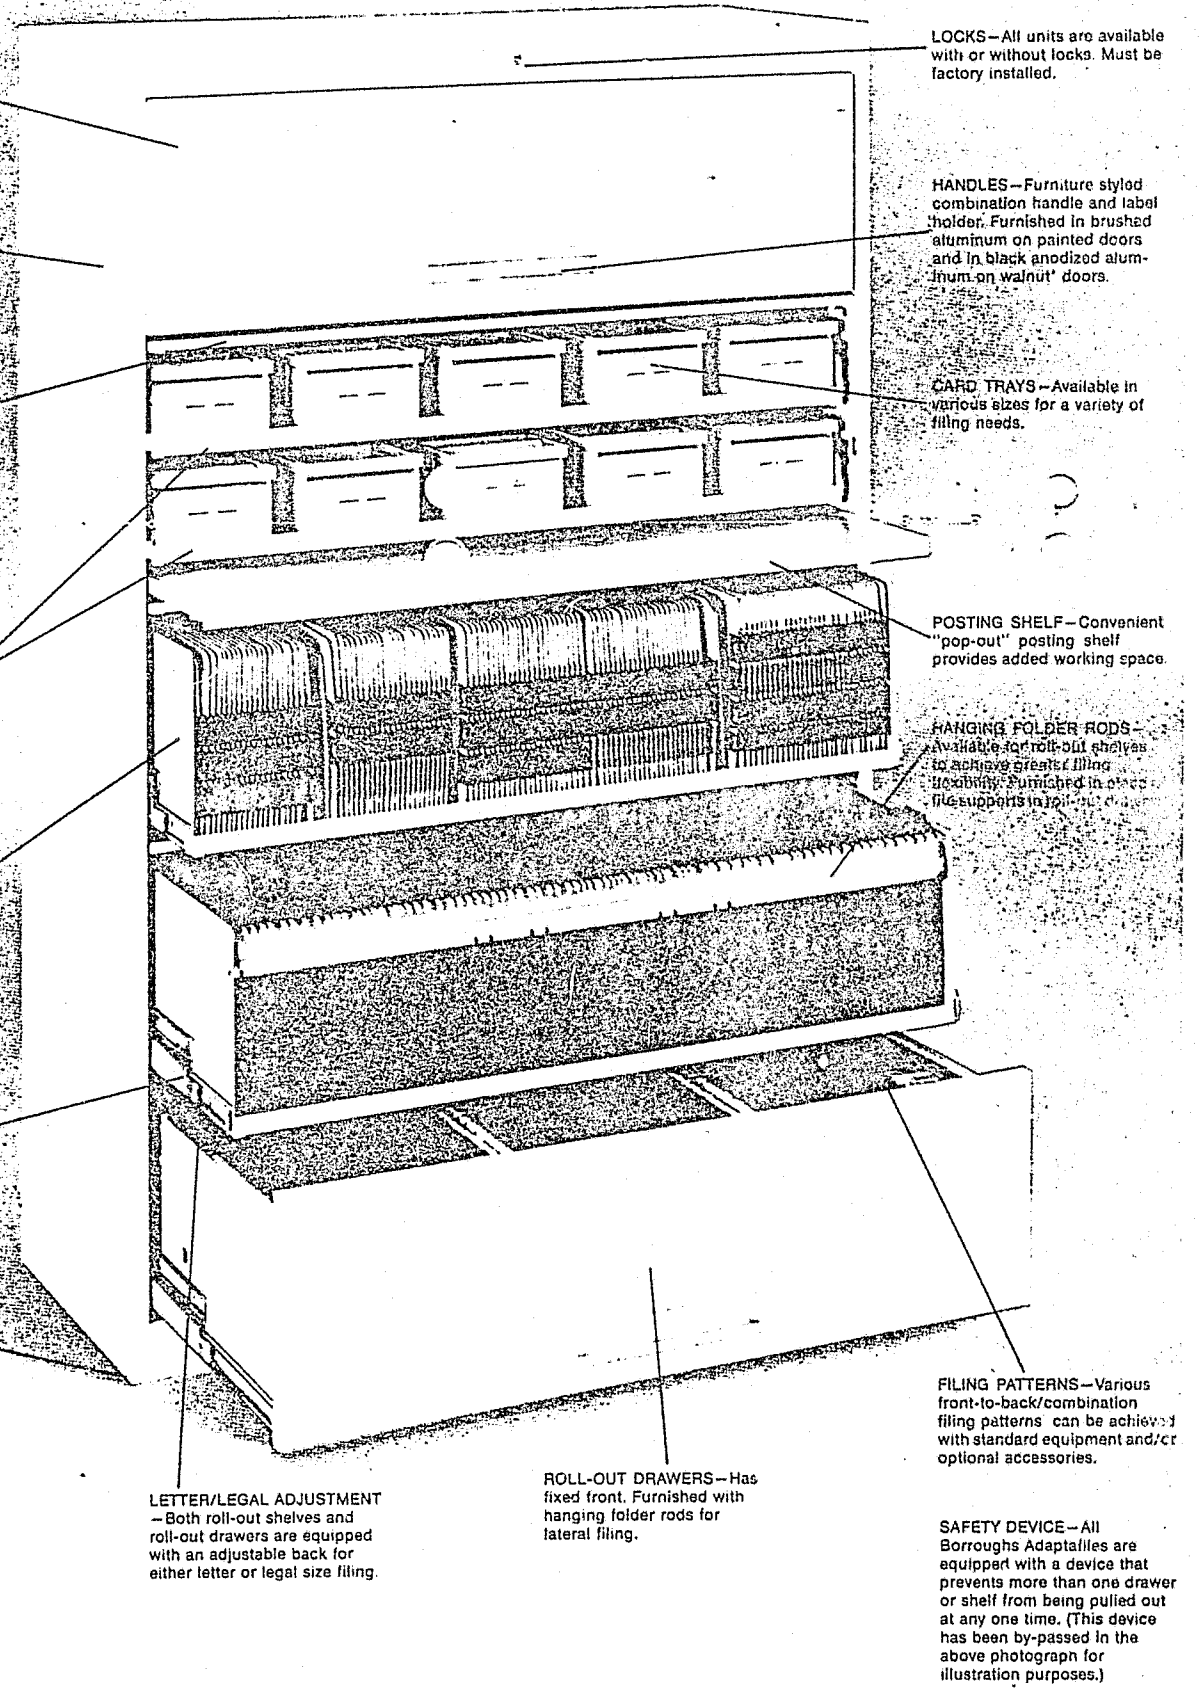 LOCKS—All units are available
with or without locks. Must be
factory installed.
HANDLES—Furniture styled
combination handle and label
holder. Furnished in brushed
aluminum on painted doors
and in black anodized alum-
inum on walnut doors.
CARD TRAYS—Available in
various sizes for a variety of
filing needs.
POSTING SHELF—Convenient
"pop-out" posting shelf
provides added working space.
HANGING FOLDER RODS—
Available for roll-out shelves
to achieve greater filing
flexibility. Furnished in
file supports in roll-out
FILING PATTERNS—Various
front-to-back/combination
filing patterns can be achieved
with standard equipment and/or
optional accessories.
LETTER/LEGAL ADJUSTMENT
—Both roll-out shelves and
roll-out drawers are equipped
with an adjustable back for
either letter or legal size filing.
ROLL-OUT DRAWERS—Has
fixed front. Furnished with
hanging folder rods for
lateral filing.
SAFETY DEVICE—All
Borroughs Adaptafiles are
equipped with a device that
prevents more than one drawer
or shelf from being pulled out
at any one time. (This device
has been by-passed in the
above photograph for
illustration purposes.)